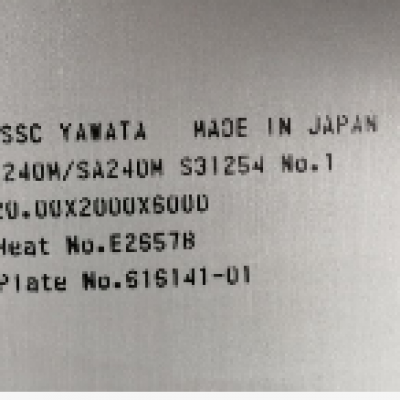 SSC YAWATA MADE IN JAPAN
240M/SA240M S31254 No.1
20.00X2000X6000
Heat No.E26578
Plate No.616141-01